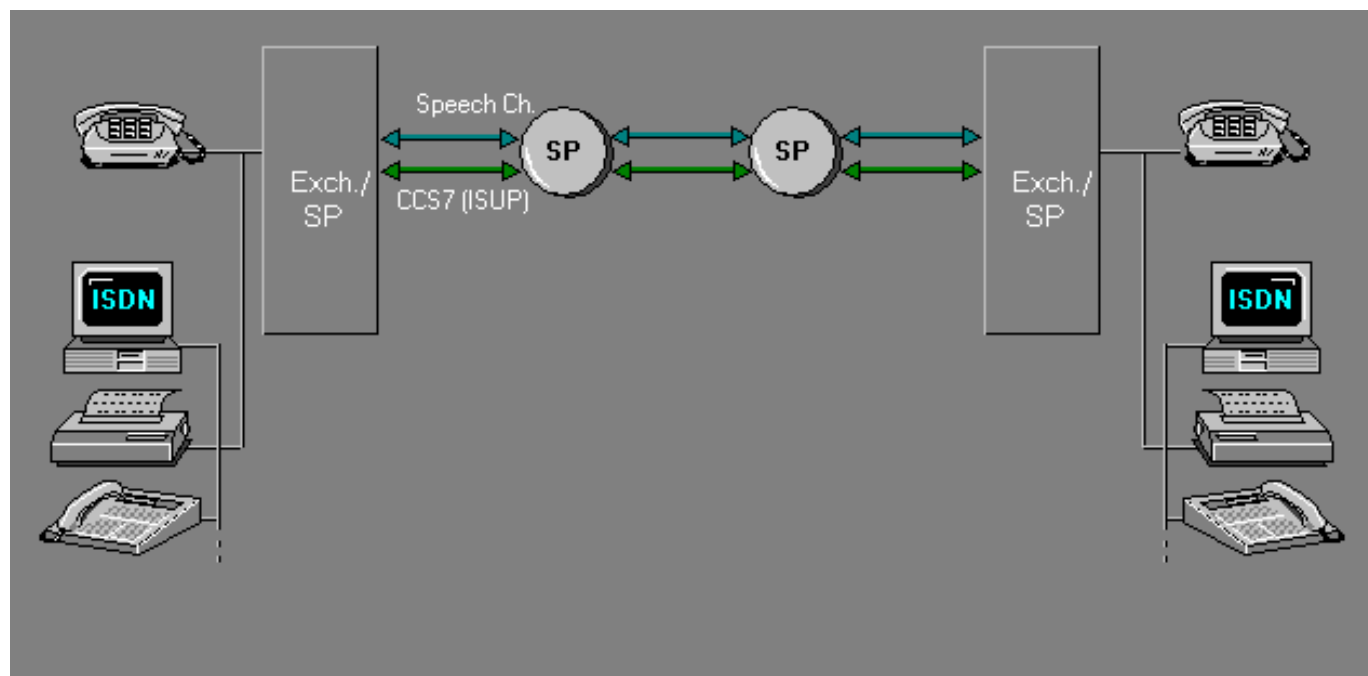 Speech Ch.
SP
SP
Exch./
SP
CCS7 (ISUP)
Exch./
SP
ISDN
ISDN